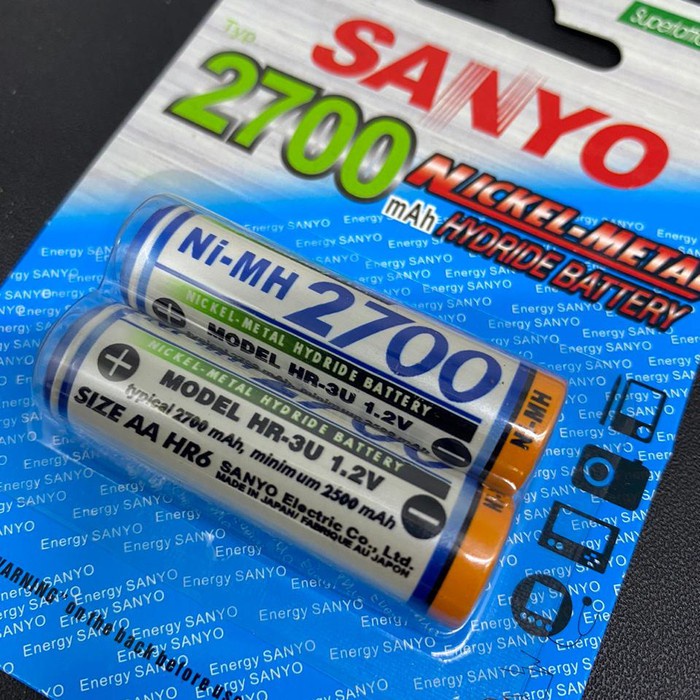 Superoffer
SANYO
Typ.
2700
mAh
NICKEL-METAL
HYDRIDE BATTERY
Energy SANYO
Ni-MH 2700
NICKEL-METAL HYDRIDE BATTERY
MODEL HR-3U 1.2V
Ni-MH
NICKEL-METAL HYDRIDE BATTERY
MODEL HR-3U 1.2V
typical 2700 mAh, minimum 2500 mAh
SIZE AA HR6
SANYO Electric Co., Ltd.
MADE IN JAPAN/ FABRIQUE AU JAPON
WARNING" on the back before use